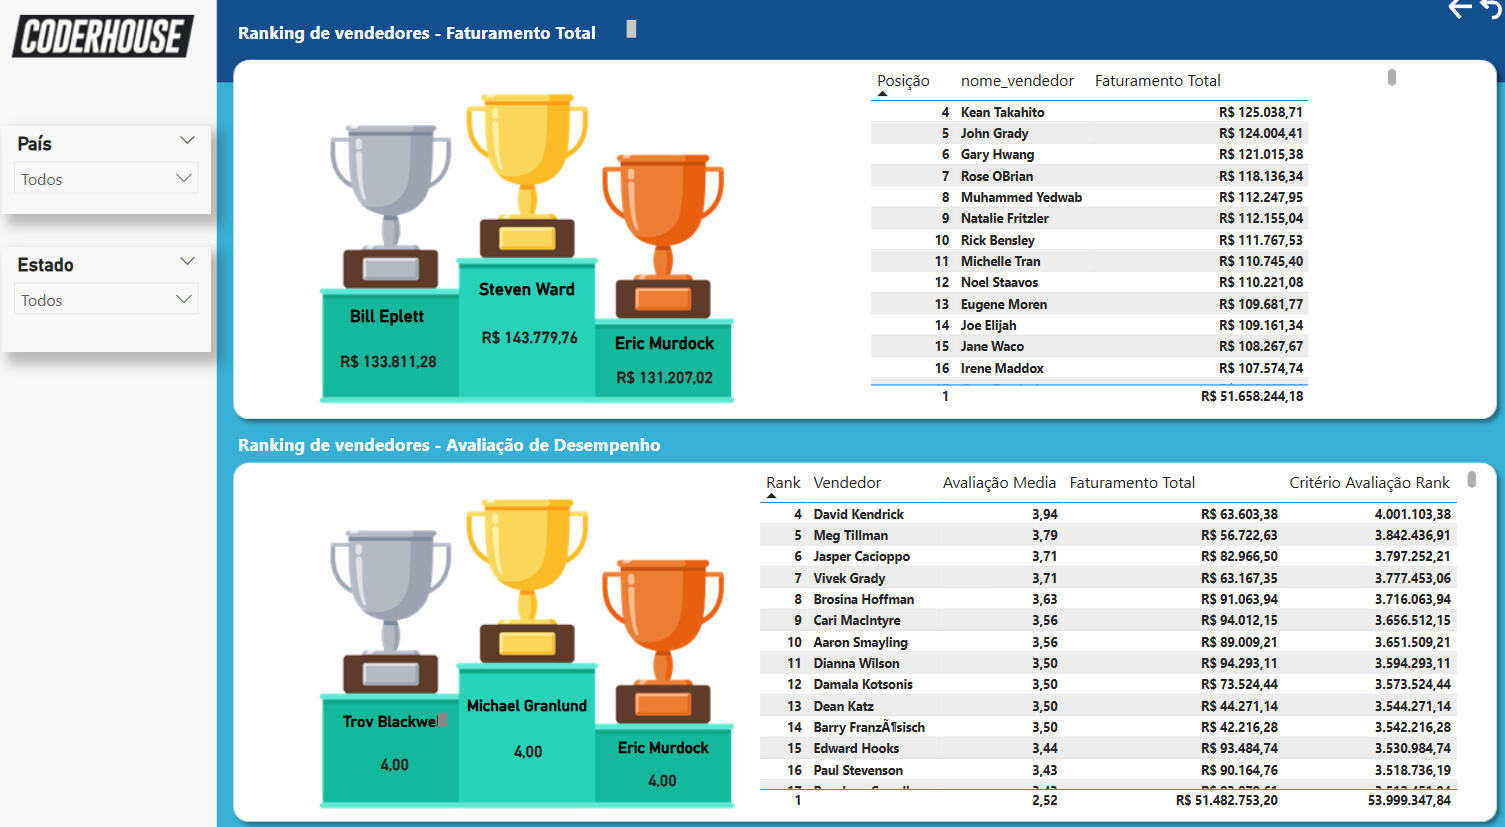 CODERHOUSE
País
Todos
Estado
Todos
Ranking de vendedores - Faturamento Total
Bill Eplett
R$ 133.811,28
Steven Ward
R$ 143.779,76
Eric Murdock
R$ 131.207,02
Posição nome_vendedor Faturamento Total
4 Kean Takahito R$ 125.038,71
5 John Grady R$ 124.004,41
6 Gary Hwang R$ 121.015,38
7 Rose OBrian R$ 118.136,34
8 Muhammed Yedwab R$ 112.247,95
9 Natalie Fritzler R$ 112.155,04
10 Rick Bensley R$ 111.767,53
11 Michelle Tran R$ 110.745,40
12 Noel Staavos R$ 110.221,08
13 Eugene Moren R$ 109.681,77
14 Joe Elijah R$ 109.161,34
15 Jane Waco R$ 108.267,67
16 Irene Maddox R$ 107.574,74
1 R$ 51.658.244,18
Ranking de vendedores - Avaliação de Desempenho
Trov
4,00
Michael Granlund
4,00
Eric Murdock
4,00
Rank Vendedor Avaliação Media Faturamento Total Critério Avaliação Rank
4 David Kendrick 3,94 R$ 63.603,38 4.001.103,38
5 Meg Tillman 3,79 R$ 56.722,63 3.842.436,91
6 Jasper Cacioppo 3,71 R$ 82.966,50 3.797.252,21
7 Vivek Grady 3,71 R$ 63.167,35 3.777.453,06
8 Brosina Hoffman 3,63 R$ 91.063,94 3.716.063,94
9 Cari MacIntyre 3,56 R$ 94.012,15 3.656.512,15
10 Aaron Smayling 3,56 R$ 89.009,21 3.651.509,21
11 Dianna Wilson 3,50 R$ 94.293,11 3.594.293,11
12 Damala Kotsonis 3,50 R$ 73.524,44 3.573.524,44
13 Dean Katz 3,50 R$ 44.271,14 3.544.271,14
14 Barry FranzÃ¶sisch 3,50 R$ 42.216,28 3.542.216,28
15 Edward Hooks 3,44 R$ 93.484,74 3.530.984,74
16 Paul Stevenson 3,43 R$ 90.164,76 3.518.736,19
1 2,52 R$ 51.482.753,20 53.999.347,84